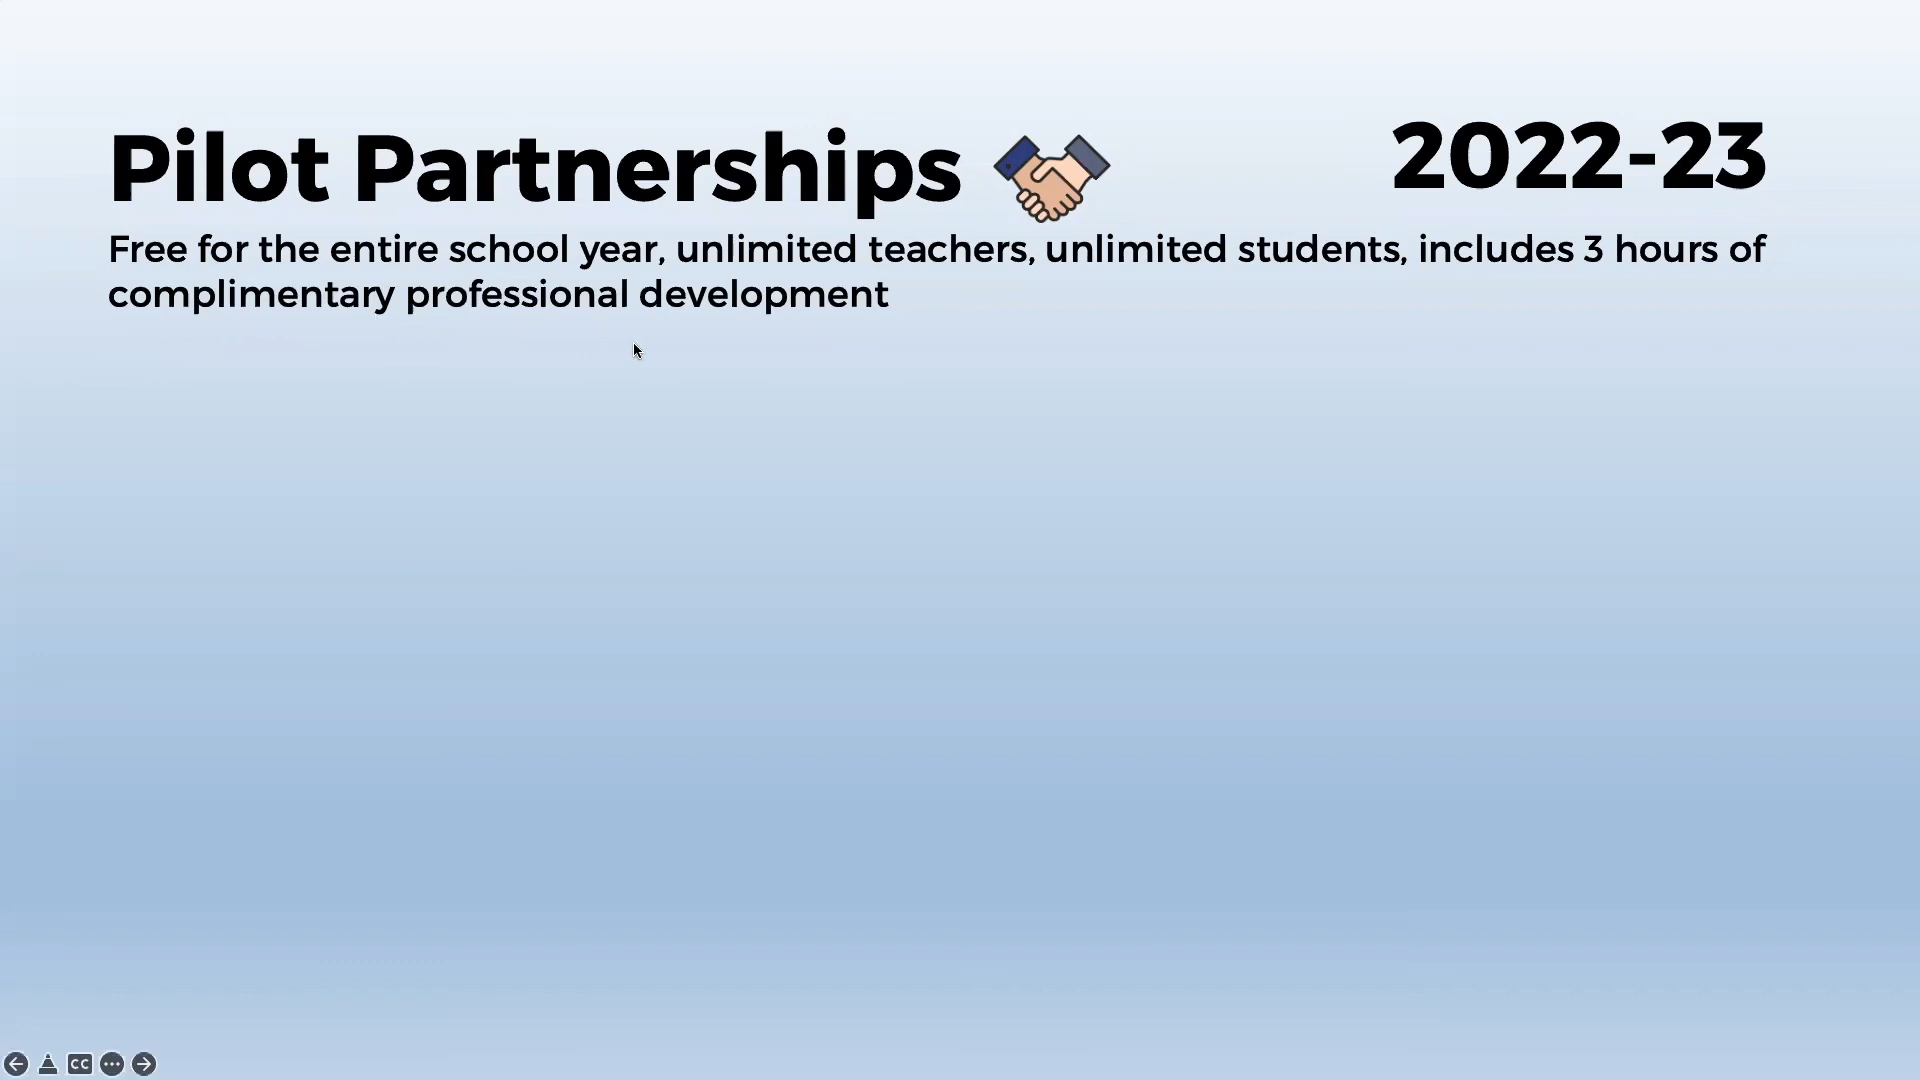 Pilot Partnerships
2022-23
Free for the entire school year, unlimited teachers, unlimited students, includes 3 hours of
complimentary professional development
CC